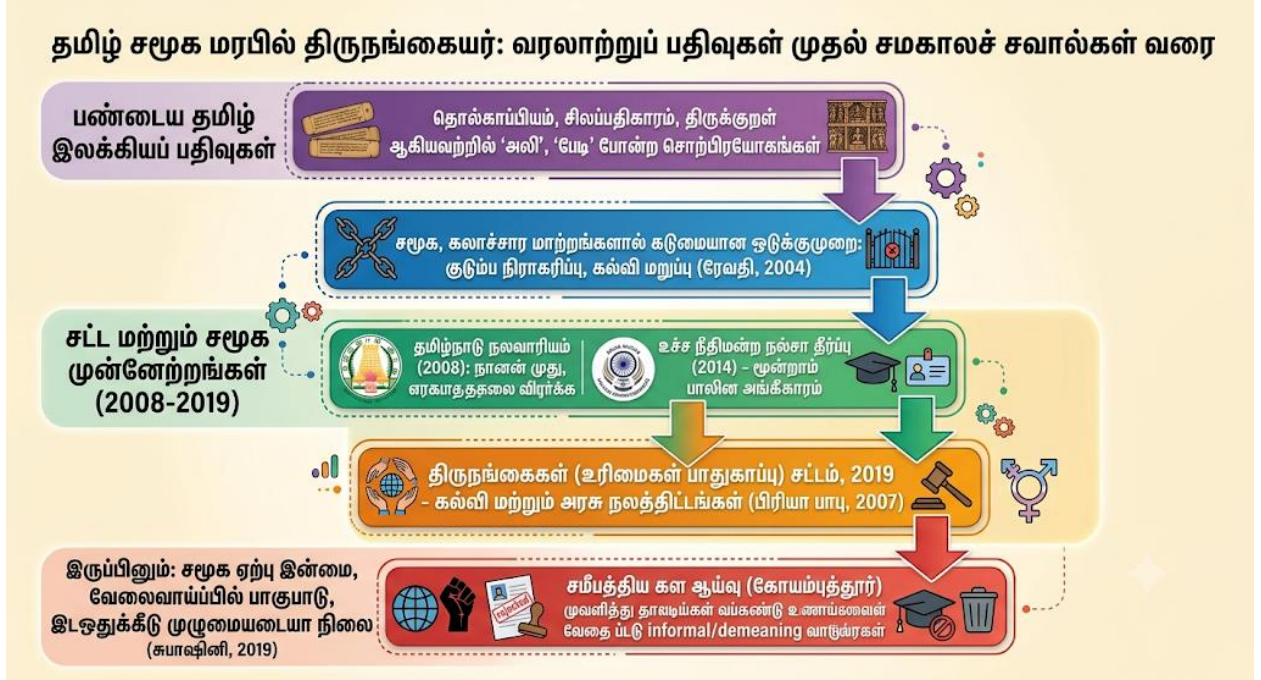 தமிழ் சமூக மரபில் திருநங்கையர்: வரலாற்றுப் பதிவுகள் முதல் சமகாலச் சவால்கள் வரை
பண்டைய தமிழ்
இலக்கியப் பதிவுகள்
தொல்காப்பியம், சிலப்பதிகாரம், திருக்குறள்
ஆகியவற்றில் ‘அலி’, ‘பேடி’ போன்ற சொற்பிரயோகங்கள்
சமூக, கலாச்சார மாற்றங்களால் கடுமையான ஒடுக்குமுறை:
குடும்ப நிராகரிப்பு, கல்வி மறுப்பு (ரேவதி, 2004)
சட்ட மற்றும் சமூக
முன்னேற்றங்கள்
(2008-2019)
தமிழ்நாடு நலவாரியம்
(2008): நானன் முது,
உச்ச நீதிமன்ற நல்சா தீர்ப்பு
(2014) – மூன்றாம்
பாலின அங்கீகாரம்
திருநங்கைகள் (உரிமைகள் பாதுகாப்பு) சட்டம், 2019
– கல்வி மற்றும் அரசு நலத்திட்டங்கள் (பிரியா பாபு, 2007)
இருப்பினும்: சமூக ஏற்பு இன்மை,
வேலைவாய்ப்பில் பாகுபாடு,
இடஒதுக்கீடு முழுமையடையா நிலை
(சுபாஷினி, 2019)
சமீபத்திய கள ஆய்வு (கோயம்புத்தூர்)
informal/demeaning